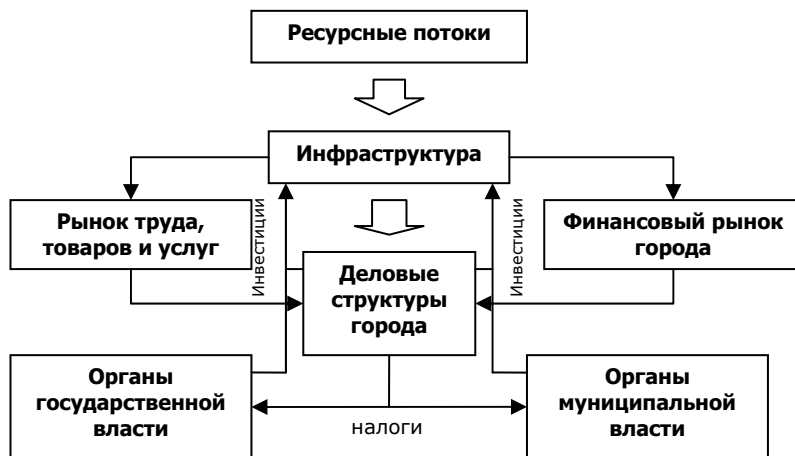 Ресурсные потоки
Инфраструктура
Рынок труда,
товаров и услуг
Инвестиции
Деловые
структуры
города
Инвестиции
Финансовый рынок
города
Органы
государственной
власти
налоги
Органы
муниципальной
власти